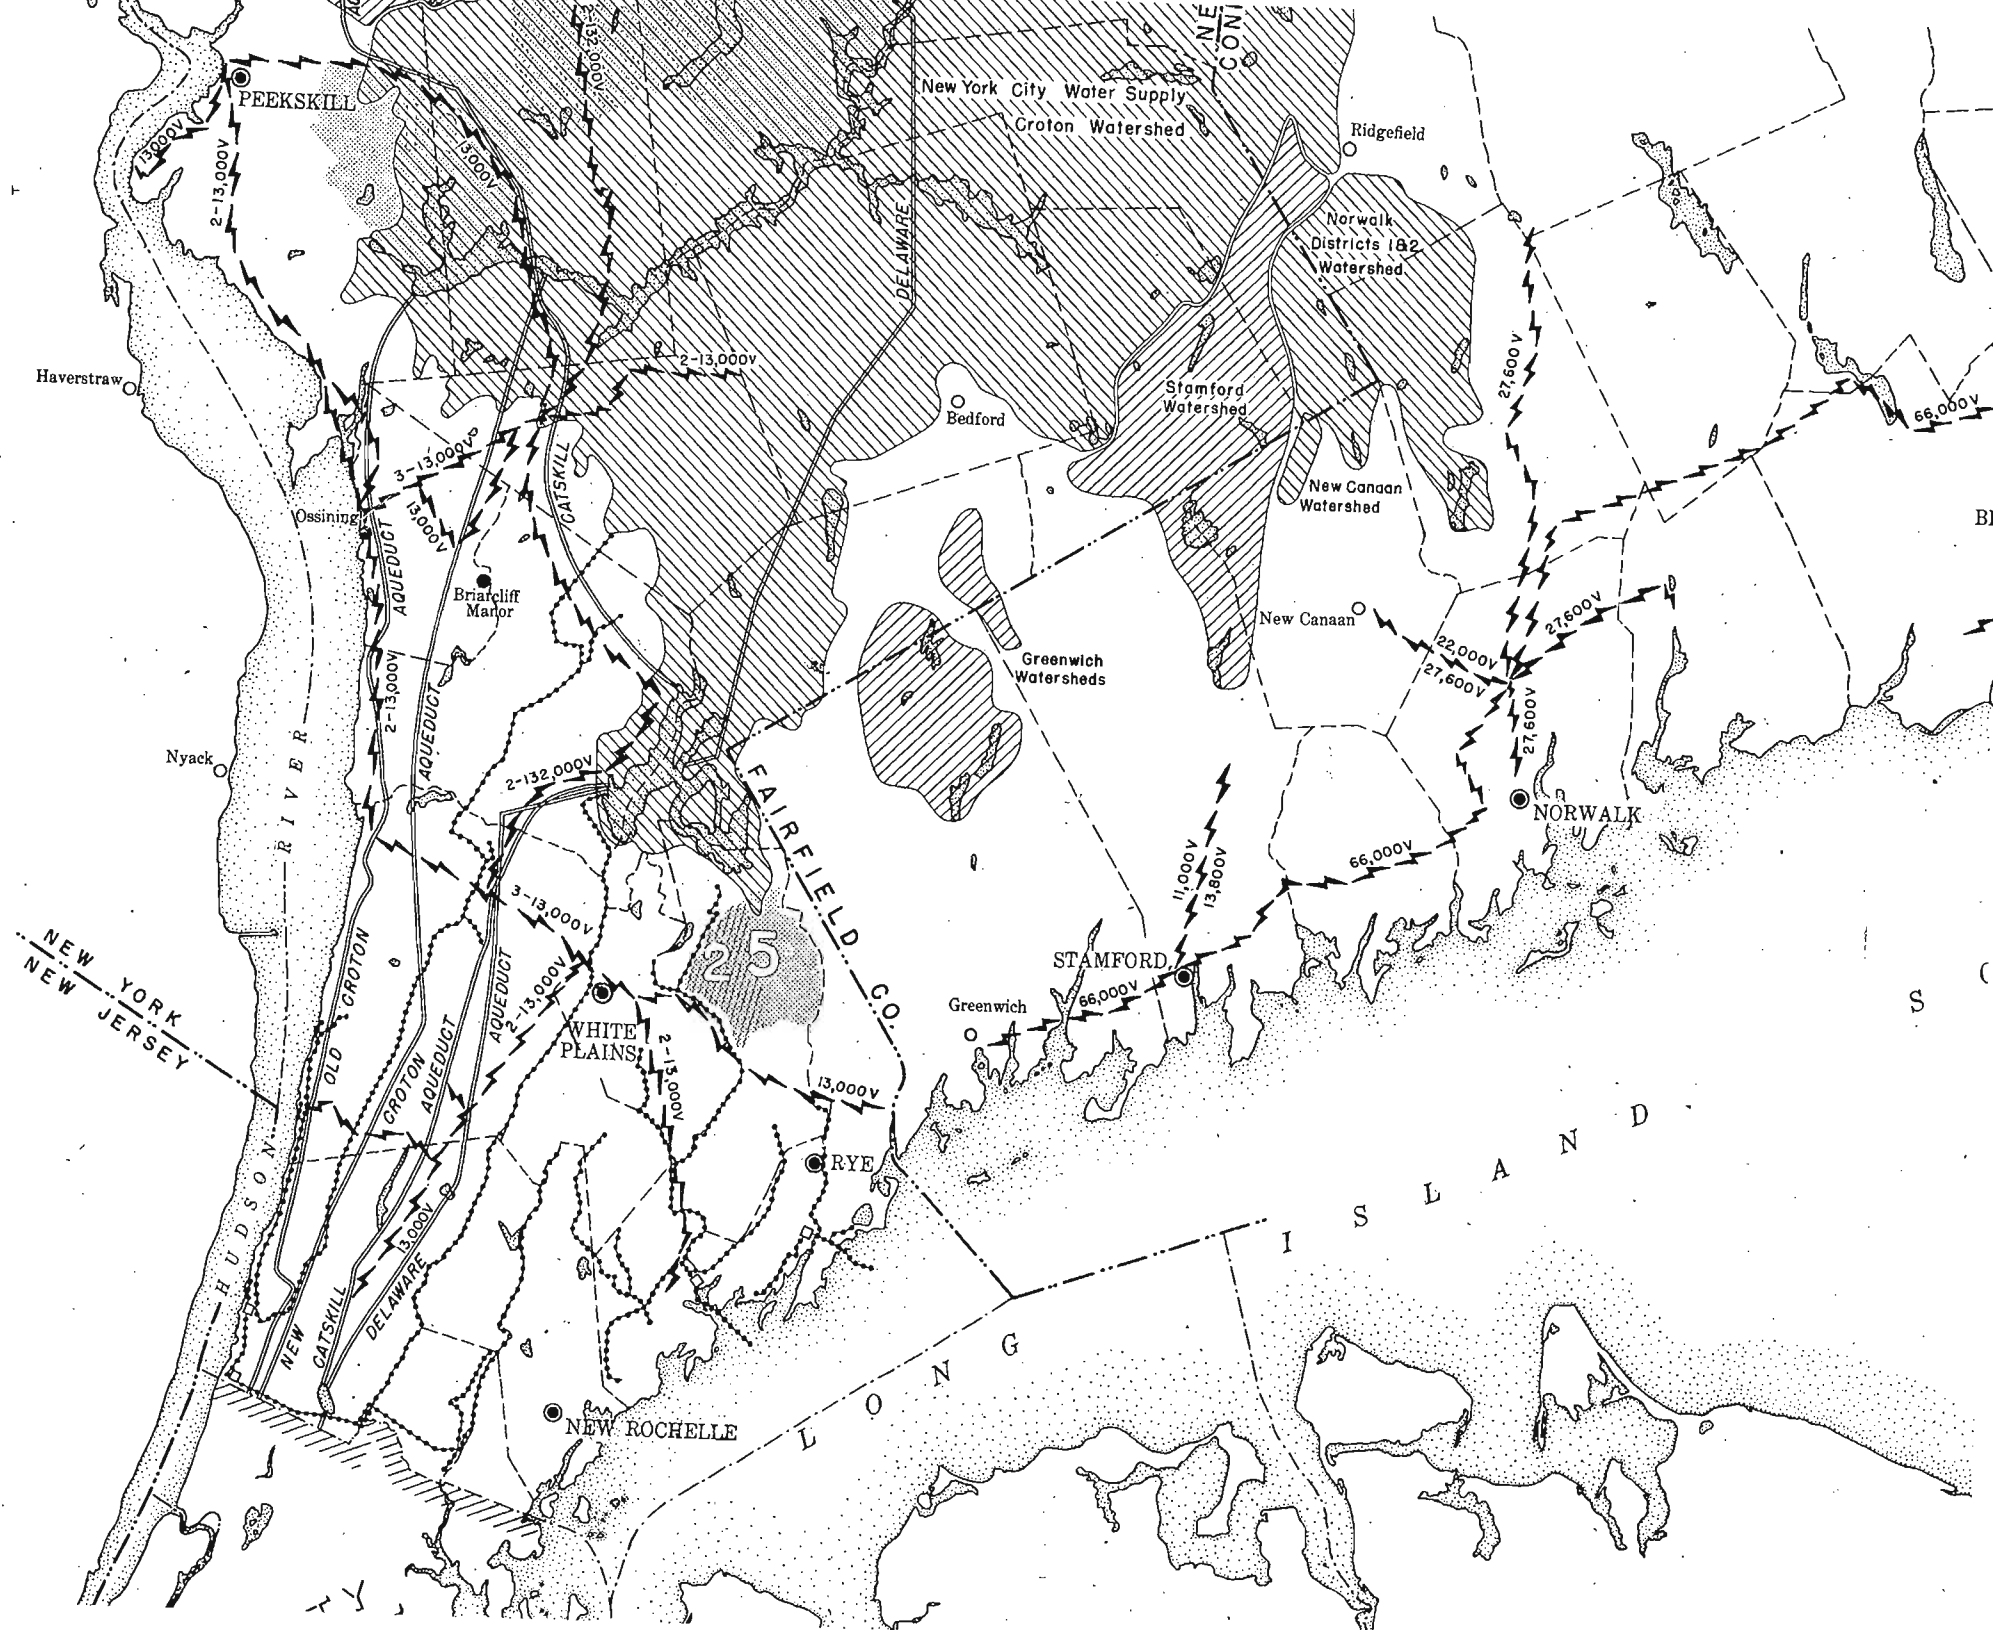 NE
CON
2-132,000V
New York City Water Supply
Croton Watershed
PEEKSKILL
13,000V
2-13,000V
13,000V
Ridgefield
Norwalk
Districts 1&2
Watershed
DELAWARE
Haverstraw
2-13,000V
27,600V
Stamford
Watershed
Bedford
66,000V
3-13,000V
CATSKILL
13,000V
Ossining
AQUEDUCT
New Canaan
Watershed
Briarcliff
Manor
New Canaan
27,600V
22,000V
27,600V
Greenwich
Watersheds
2-13,000V
AQUEDUCT
27,600V
Nyack
RIVER
2-132,000V
FAIRFIELD CO.
NORWALK
66,000V
11,000V
13,800V
3-13,000V
25
NEW YORK
NEW JERSEY
OLD CROTON
AQUEDUCT
2-13,000V
STAMFORD
66,000V
Greenwich
WHITE
PLAINS
2-13,000V
13,000V
NEW CROTON
AQUEDUCT
RYE
HUDSON
13,000V
CATSKILL
DELAWARE
NEW ROCHELLE
LONG ISLAND S